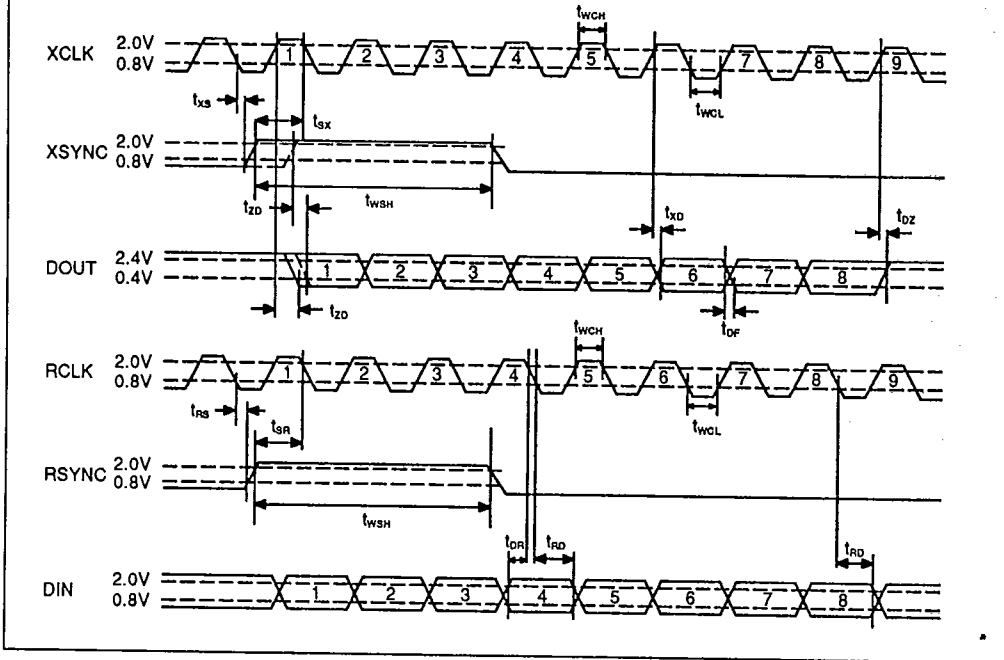 tWCH
XCLK 2.0V 0.8V 1 2 3 4 5 7 8 9
tXS tSX tWCL
XSYNC 2.0V 0.8V
tZD tWSH tXD tDZ
DOUT 2.4V 0.4V 1 2 3 4 5 6 7 8
tZD tDF
tWCH
RCLK 2.0V 0.8V 1 2 3 4 5 6 7 8 9
tRS tSR tWCL
RSYNC 2.0V 0.8V
tWSH tDR tRD tRD
DIN 2.0V 0.8V 1 2 3 4 5 6 7 8